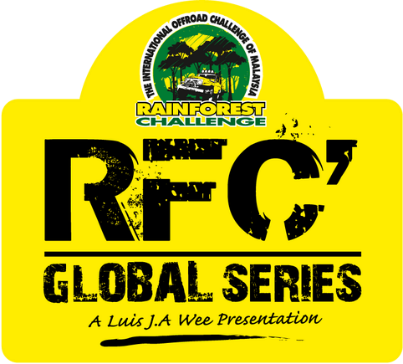 THE INTERNATIONAL OFFROAD CHALLENGE OF MALAYSIA
RAINFOREST
CHALLENGE
RFC'
GLOBAL SERIES
A Luis J.A Wee Presentation